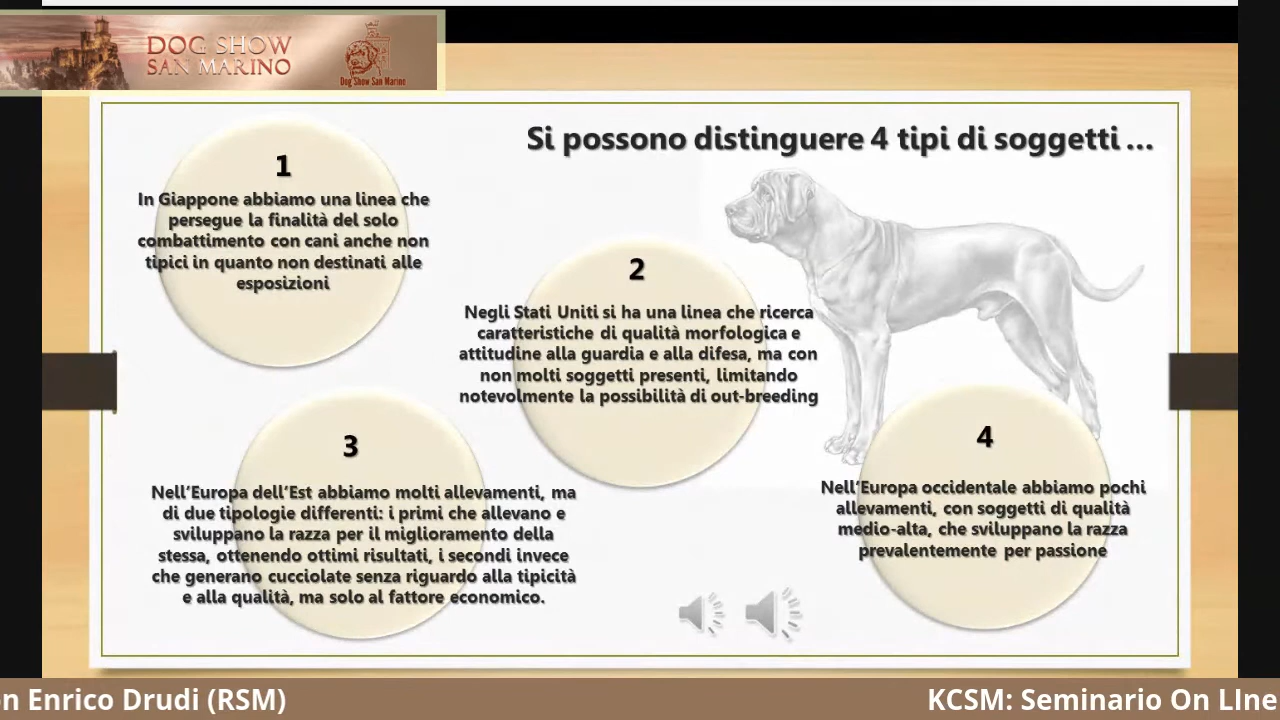 DOG SHOW
SAN MARINO
Dog Show San Marino
Si possono distinguere 4 tipi di soggetti ...
1
In Giappone abbiamo una linea che
persegue la finalità del solo
combattimento con cani anche non
tipici in quanto non destinati alle
esposizioni
2
Negli Stati Uniti si ha una linea che ricerca
caratteristiche di qualità morfologica e
attitudine alla guardia e alla difesa, ma con
non molti soggetti presenti, limitando
notevolmente la possibilità di out-breeding
3
Nell'Europa dell'Est abbiamo molti allevamenti, ma
di due tipologie differenti: i primi che allevano e
sviluppano la razza per il miglioramento della
stessa, ottenendo ottimi risultati, i secondi invece
che generano cucciolate senza riguardo alla tipicità
e alla qualità, ma solo al fattore economico.
4
Nell'Europa occidentale abbiamo pochi
allevamenti, con soggetti di qualità
medio-alta, che sviluppano la razza
prevalentemente per passione
on Enrico Drudi (RSM)
KCSM: Seminario On LIne